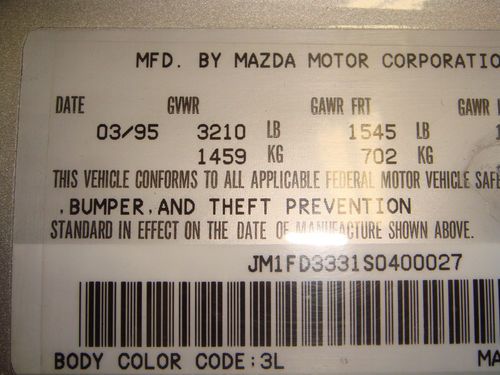 MFD. BY MAZDA MOTOR CORPORATIO
DATE GVWR GAWR FRT GAWR
03/95 3210 LB 1545 LB
1459 KG 702 KG
THIS VEHICLE CONFORMS TO ALL APPLICABLE FEDERAL MOTOR VEHICLE SAFE
,BUMPER,AND THEFT PREVENTION
STANDARD IN EFFECT ON THE DATE OF MANUFACTURE SHOWN ABOVE.
JM1FD3331S0400027
BODY COLOR CODE:3L MA